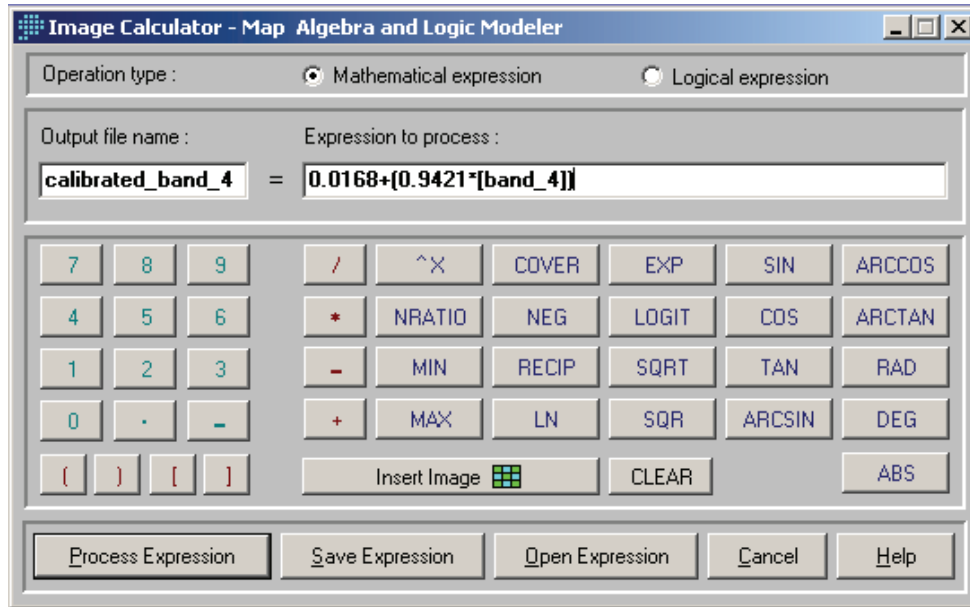 Image Calculator - Map Algebra and Logic Modeler
Operation type :
Mathematical expression
Logical expression
Output file name :
Expression to process :
calibrated_band_4 = 0.0168+(0.9421*[band_4])
7 8 9 / ^X COVER EXP SIN ARCCOS
4 5 6 * NRATIO NEG LOGIT COS ARCTAN
1 2 3 - MIN RECIP SQRT TAN RAD
0 . - + MAX LN SQR ARCSIN DEG
( ) [ ] Insert Image CLEAR ABS
Process Expression Save Expression Open Expression Cancel Help